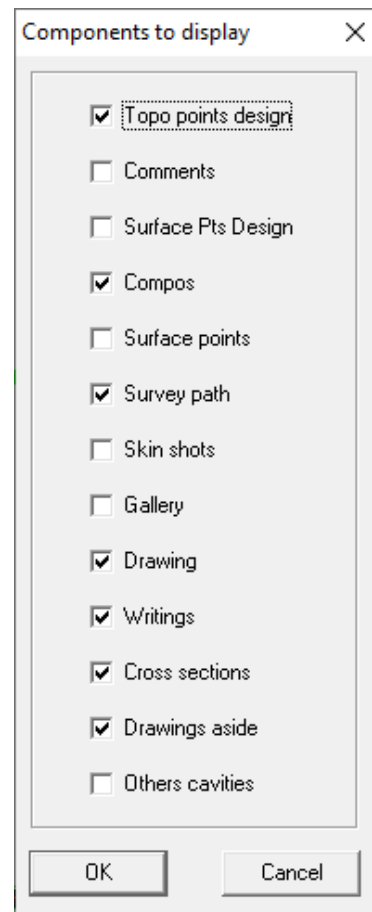 Components to display
Topo points design
Comments
Surface Pts Design
Compos
Surface points
Survey path
Skin shots
Gallery
Drawing
Writings
Cross sections
Drawings aside
Others cavities
OK Cancel